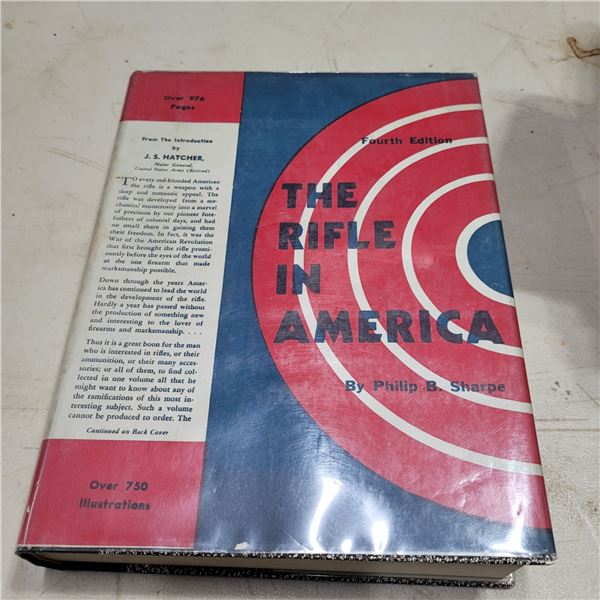 Over 976
Pages
From The Introduction
by
J. S. HATCHER,
Major General,
United States Army (Retired)
"TO every red-blooded American
the rifle is a weapon with a
deep and romantic appeal. The
rifle was developed from a me-
chanical monstrosity into a marvel
of precision by our pioneer fore-
fathers of colonial days, and had
no small share in gaining them
their freedom. In fact, it was the
War of the American Revolution
that first brought the rifle promi-
nently before the eyes of the world
as the one firearm that made
marksmanship possible.
Down through the years Amer-
ica has continued to lead the world
in the development of the rifle.
Hardly a year has passed without
the production of something new
and interesting to the lover of
firearms and marksmanship. . . .
Thus it is a great boon for the man
who is interested in rifles, or their
ammunition, or their many acces-
sories; or all of them, to find col-
lected in one volume all that he
might want to know about any of
the ramifications of this most in-
teresting subject. Such a volume
cannot be produced to order. The
Continued on Back Cover
Over 750
Illustrations
Fourth Edition
THE
RIFLE
IN
AMERICA
By Philip B. Sharpe